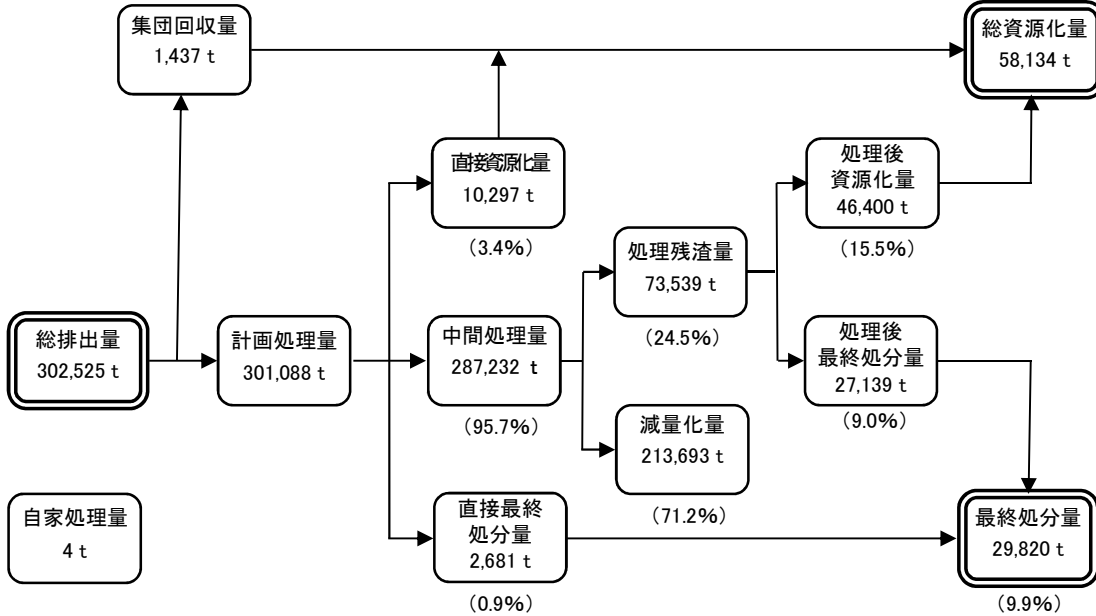 集団回収量
1,437 t
総資源化量
58,134 t
直接資源化量
10,297 t
(3.4%)
処理後
資源化量
46,400 t
(15.5%)
処理残渣量
73,539 t
(24.5%)
総排出量
302,525 t
計画処理量
301,088 t
中間処理量
287,232 t
(95.7%)
処理後
最終処分量
27,139 t
(9.0%)
減量化量
213,693 t
(71.2%)
自家処理量
4 t
直接最終
処分量
2,681 t
(0.9%)
最終処分量
29,820 t
(9.9%)